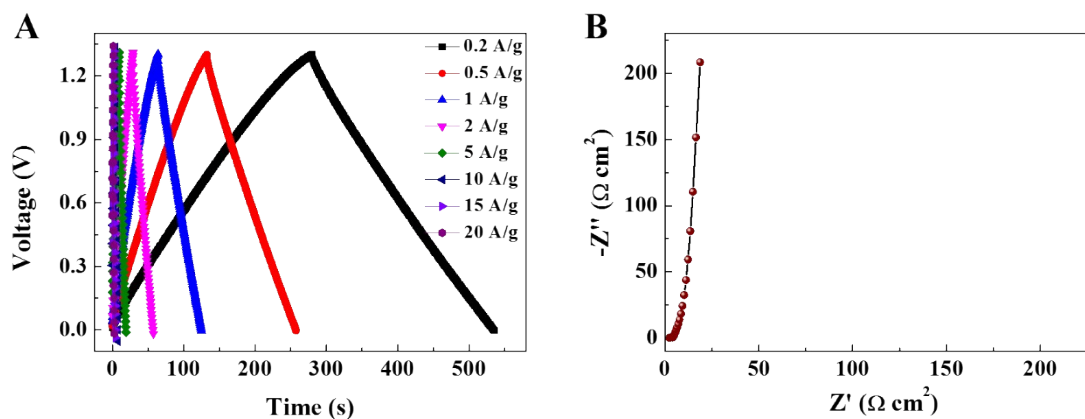 A
0.2 A/g
0.5 A/g
1 A/g
2 A/g
5 A/g
10 A/g
15 A/g
20 A/g
1.2
0.9
0.6
0.3
0.0
Voltage (V)
0
100
200
300
400
500
Time (s)
B
200
150
100
50
0
-Z'' (Ω cm2)
0
50
100
150
200
Z' (Ω cm2)